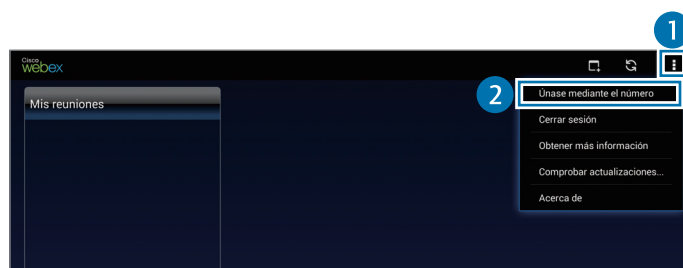 1
Cisco
webex
2
Únase mediante el número
Mis reuniones
Cerrar sesión
Obtener más información
Comprobar actualizaciones...
Acerca de